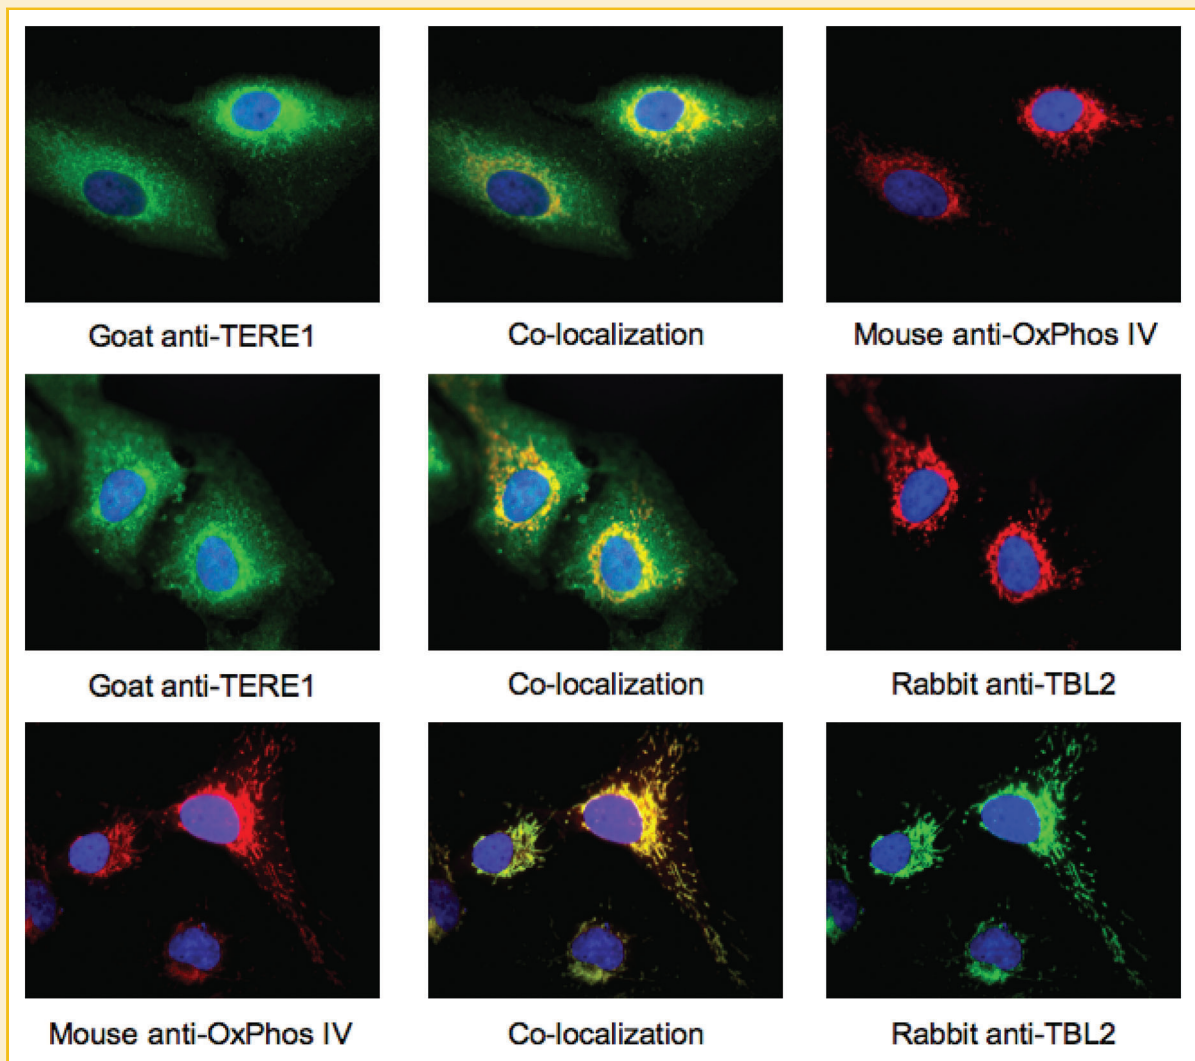 Goat anti-TERE1
Co-localization
Mouse anti-OxPhos IV
Goat anti-TERE1
Co-localization
Rabbit anti-TBL2
Mouse anti-OxPhos IV
Co-localization
Rabbit anti-TBL2